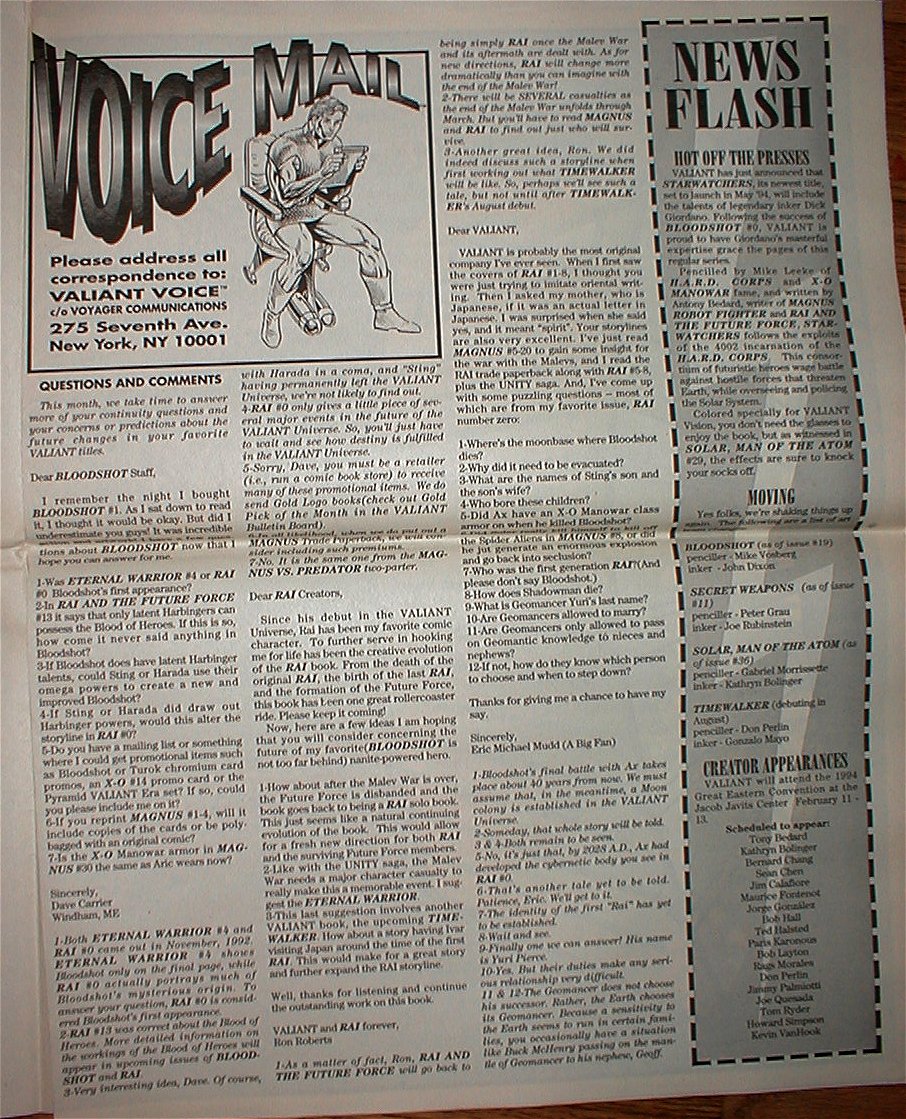 VOICE MAIL
Please address all
correspondence to:
VALIANT VOICE™
c/o VOYAGER COMMUNICATIONS
275 Seventh Ave.
New York, NY 10001
QUESTIONS AND COMMENTS
This month, we take time to answer
more of your continuity questions and
your concerns or predictions about the
future changes in your favorite
VALIANT titles.
Dear BLOODSHOT Staff,
I remember the night I bought
BLOODSHOT #1. As I sat down to read
it, I thought it would be okay. But did I
underestimate you guys! It was incredible
tions about BLOODSHOT now that I
hope you can answer for me.
1-Was ETERNAL WARRIOR #4 or RAI
#0 Bloodshot's first appearance?
2-In RAI AND THE FUTURE FORCE
#13 it says that only latent Harbingers can
possess the Blood of Heroes. If this is so,
how come it never said anything in
Bloodshot?
3-If Bloodshot does have latent Harbinger
talents, could Sting or Harada use their
omega powers to create a new and
improved Bloodshot?
4-If Sting or Harada did draw out
Harbinger powers, would this alter the
storyline in RAI #0?
5-Do you have a mailing list or something
where I could get promotional items such
as Bloodshot or Turok chromium card
promos, an X-O #14 promo card or the
Pyramid VALIANT Era set? If so, could
you please include me on it?
6-If you reprint MAGNUS #1-4, will it
include copies of the cards or be poly-
bagged with an original comic?
7-Is the X-O Manowar armor in MAG-
NUS #30 the same as Aric wears now?
Sincerely,
Dave Carrier
Windham, ME
1-Both ETERNAL WARRIOR #4 and
RAI #0 came out in November, 1992.
ETERNAL WARRIOR #4 shows
Bloodshot only on the final page, while
RAI #0 actually portrays much of
Bloodshot's mysterious origin. To
answer your question, RAI #0 is consid-
ered Bloodshot's first appearance.
2-RAI #13 was correct about the Blood of
Heroes. More detailed information on
the workings of the Blood of Heroes will
appear in upcoming issues of BLOOD-
SHOT and RAI.
3-Very interesting idea, Dave. Of course,
with Harada in a coma, and "Sting"
having permanently left the VALIANT
Universe, we're not likely to find out.
4-RAI #0 only gives a little piece of sev-
eral major events in the future of the
VALIANT Universe. So, you'll just have
to wait and see how destiny is fulfilled
in the VALIANT Universe.
5-Sorry, Dave, you must be a retailer
(i.e., run a comic book store) to receive
many of these promotional items. We do
send Gold Logo books(check out Gold
Pick of the Month in the VALIANT
Bulletin Board).
6-In all likelihood, when we do put out a
MAGNUS Trade Paperback, we will con-
sider including such premiums.
7-No. It is the same one from the MAG-
NUS VS. PREDATOR two-parter.
Dear RAI Creators,
Since his debut in the VALIANT
Universe, Rai has been my favorite comic
character. To further serve in hooking
me for life has been the creative evolution
of the RAI book. From the death of the
original RAI, the birth of the last RAI,
and the formation of the Future Force,
this book has been one great rollercoaster
ride. Please keep it coming!
Now, here are a few ideas I am hoping
that you will consider concerning the
future of my favorite(BLOODSHOT is
not too far behind) nanite-powered hero.
1-How about after the Malev War is over,
the Future Force is disbanded and the
book goes back to being a RAI solo book.
This just seems like a natural continuing
evolution of the book. This would allow
for a fresh new direction for both RAI
and the surviving Future Force members.
2-Like with the UNITY saga, the Malev
War needs a major character casualty to
really make this a memorable event. I sug-
gest the ETERNAL WARRIOR.
3-This last suggestion involves another
VALIANT book, the upcoming TIME-
WALKER. How about a story having Ivar
visiting Japan around the time of the first
RAI. This would make for a great story
and further expand the RAI storyline.
Well, thanks for listening and continue
the outstanding work on this book.
VALIANT and RAI forever,
Ron Roberts
1-As a matter of fact, Ron, RAI AND
THE FUTURE FORCE will go back to
being simply RAI once the Malev War
and its aftermath are dealt with. As for
new directions, RAI will change more
dramatically than you can imagine with
the end of the Malev War!
2-There will be SEVERAL casualties as
the end of the Malev War unfolds through
March. But you'll have to read MAGNUS
and RAI to find out just who will sur-
vive.
3-Another great idea, Ron. We did
indeed discuss such a storyline when
first working out what TIMEWALKER
will be like. So, perhaps we'll see such a
tale, but not until after TIMEWALK-
ER's August debut.
Dear VALIANT,
VALIANT is probably the most original
company I've ever seen. When I first saw
the covers of RAI #1-8, I thought you
were just trying to imitate oriental writ-
ing. Then I asked my mother, who is
Japanese, if it was an actual letter in
Japanese. I was surprised when she said
yes, and it meant "spirit". Your storylines
are also very excellent. I've just read
MAGNUS #5-20 to gain some insight for
the war with the Malevs, and I read the
RAI trade paperback along with RAI #5-8,
plus the UNITY saga. And, I've come up
with some puzzling questions -- most of
which are from my favorite issue, RAI
number zero:
1-Where's the moonbase where Bloodshot
dies?
2-Why did it need to be evacuated?
3-What are the names of Sting's son and
the son's wife?
4-Who bore these children?
5-Did Ax have an X-O Manowar class
armor on when he killed Bloodshot?
the Spider Aliens in MAGNUS #8, or did
he jut generate an enormous explosion
and go back into seclusion?
7-Who was the first generation RAI?(And
please don't say Bloodshot.)
8-How does Shadowman die?
9-What is Geomancer Yuri's last name?
10-Are Geomancers allowed to marry?
11-Are Geomancers only allowed to pass
on Geomantic knowledge to nieces and
nephews?
12-If not, how do they know which person
to choose and when to step down?
Thanks for giving me a chance to have my
say.
Sincerely,
Eric Michael Mudd (A Big Fan)
1-Bloodshot's final battle with Ax takes
place about 40 years from now. We must
assume that, in the meantime, a Moon
colony is established in the VALIANT
Universe.
2-Someday, that whole story will be told.
3 & 4-Both remain to be seen.
5-No, it's just that, by 2028 A.D., Ax had
developed the cybernetic body you see in
RAI #0.
6-That's another tale yet to be told.
Patience, Eric. We'll get to it.
7-The identity of the first "Rai" has yet
to be established.
8-Wait and see.
9-Finally one we can answer! His name
is Yuri Pierce.
10-Yes. But their duties make any seri-
ous relationship very difficult.
11 & 12-The Geomancer does not choose
his successor. Rather, the Earth chooses
its Geomancer. Because a sensitivity to
the Earth seems to run in certain fami-
lies, you occasionally have a situation
like Buck McHenry passing on the man-
tle of Geomancer to his nephew, Geoff.
NEWS
FLASH
HOT OFF THE PRESSES
VALIANT has just announced that
STARWATCHERS, its newest title,
set to launch in May '94, will include
the talents of legendary inker Dick
Giordano. Following the success of
BLOODSHOT #0, VALIANT is
proud to have Giordano's masterful
expertise grace the pages of this
regular series.
Pencilled by Mike Leeke of
H.A.R.D. CORPS and X-O
MANOWAR fame, and written by
Antony Bedard, writer of MAGNUS
ROBOT FIGHTER and RAI AND
THE FUTURE FORCE, STAR-
WATCHERS follows the exploits
of the 4002 incarnation of the
H.A.R.D. CORPS. This consor-
tium of futuristic heroes wage battle
against hostile forces that threaten
Earth, while overseeing and policing
the Solar System.
Colored specially for VALIANT
Vision, you don't need the glasses to
enjoy the book, but as witnessed in
SOLAR, MAN OF THE ATOM
#29, the effects are sure to knock
your socks off.
MOVING
Yes folks, we're shaking things up
again. The following are a list of art
BLOODSHOT (as of issue #19)
penciller - Mike Vosberg
inker - John Dixon
SECRET WEAPONS (as of issue
#11)
penciller - Peter Grau
inker - Joe Rubinstein
SOLAR, MAN OF THE ATOM (as
of issue #36)
penciller - Gabriel Morrissette
inker - Kathryn Bolinger
TIMEWALKER (debuting in
August)
penciller - Don Perlin
inker - Gonzalo Mayo
CREATOR APPEARANCES
VALIANT will attend the 1994
Great Eastern Convention at the
Jacob Javits Center February 11 -
13.
Scheduled to appear:
Tony Bedard
Kathryn Bolinger
Bernard Chang
Sean Chen
Jim Calafiore
Maurice Fontenot
Jorge González
Bob Hall
Ted Halsted
Paris Karonous
Bob Layton
Rags Morales
Don Perlin
Jimmy Palmiotti
Joe Quesada
Tom Ryder
Howard Simpson
Kevin VanHook